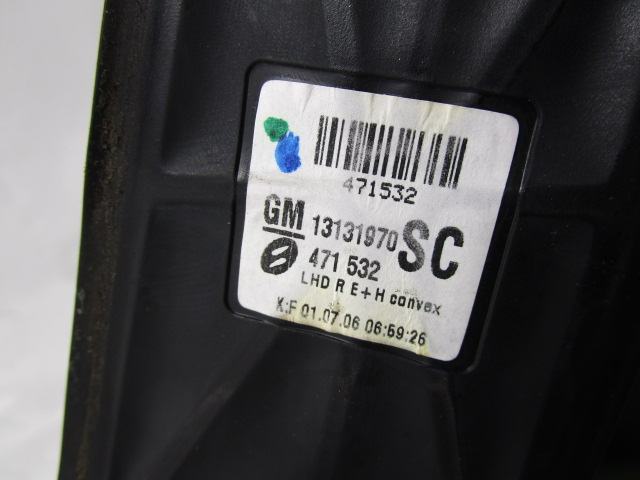 471532
GM 13131970 SC
471 532
LHD R E+H convex
K:F 01.07.06 06:59:26